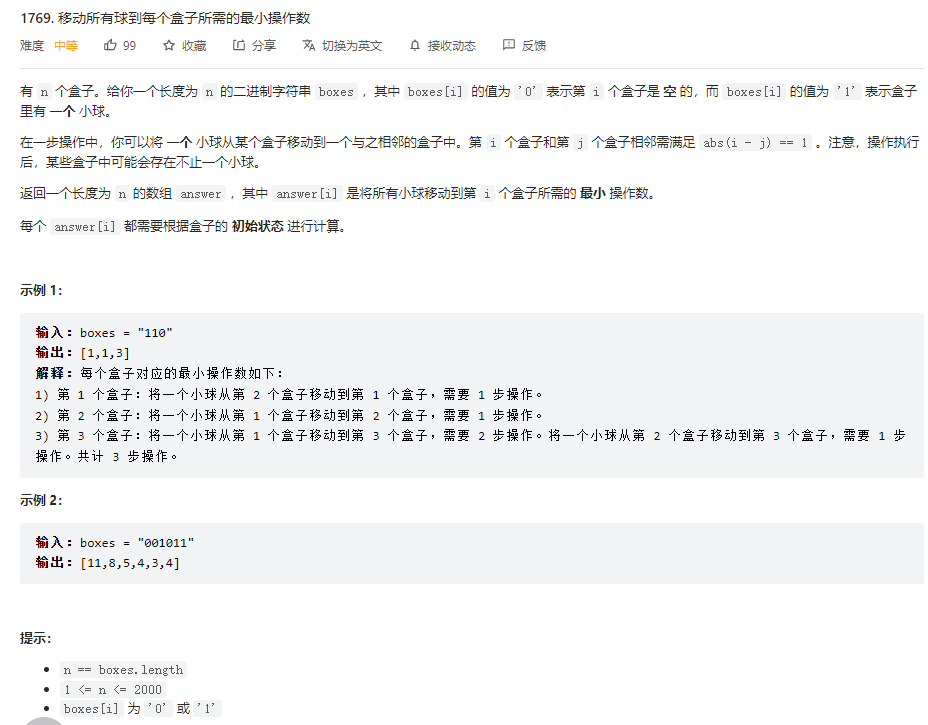 1769. 移动所有球到每个盒子所需的最小操作数
难度 中等 99 收藏 分享 切换为英文 接收动态 反馈
有 n 个盒子。给你一个长度为 n 的二进制字符串 boxes ，其中 boxes[i] 的值为 '0' 表示第 i 个盒子是 空 的，而 boxes[i] 的值为 '1' 表示盒子
里有 一个 小球。
在一步操作中，你可以将 一个 小球从某个盒子移动到一个与之相邻的盒子中。第 i 个盒子和第 j 个盒子相邻需满足 abs(i - j) == 1 。注意，操作执行
后，某些盒子中可能会存在不止一个小球。
返回一个长度为 n 的数组 answer ，其中 answer[i] 是将所有小球移动到第 i 个盒子所需的 最小 操作数。
每个 answer[i] 都需要根据盒子的 初始状态 进行计算。
示例 1：
输入：boxes = "110"
输出：[1,1,3]
解释：每个盒子对应的最小操作数如下：
1) 第 1 个盒子：将一个小球从第 2 个盒子移动到第 1 个盒子，需要 1 步操作。
2) 第 2 个盒子：将一个小球从第 1 个盒子移动到第 2 个盒子，需要 1 步操作。
3) 第 3 个盒子：将一个小球从第 1 个盒子移动到第 3 个盒子，需要 2 步操作。将一个小球从第 2 个盒子移动到第 3 个盒子，需要 1 步
操作。共计 3 步操作。
示例 2：
输入：boxes = "001011"
输出：[11,8,5,4,3,4]
提示：
• n == boxes.length
• 1 <= n <= 2000
• boxes[i] 为 '0' 或 '1'